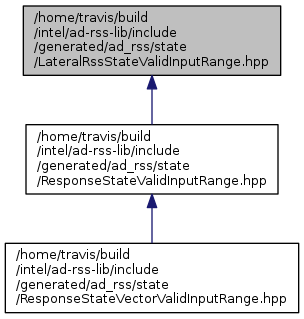 /home/travis/build
/intel/ad-rss-lib/include
/generated/ad_rss/state
/LateralRssStateValidInputRange.hpp
/home/travis/build
/intel/ad-rss-lib/include
/generated/ad_rss/state
/ResponseStateValidInputRange.hpp
/home/travis/build
/intel/ad-rss-lib/include
/generated/ad_rss/state
/ResponseStateVectorValidInputRange.hpp